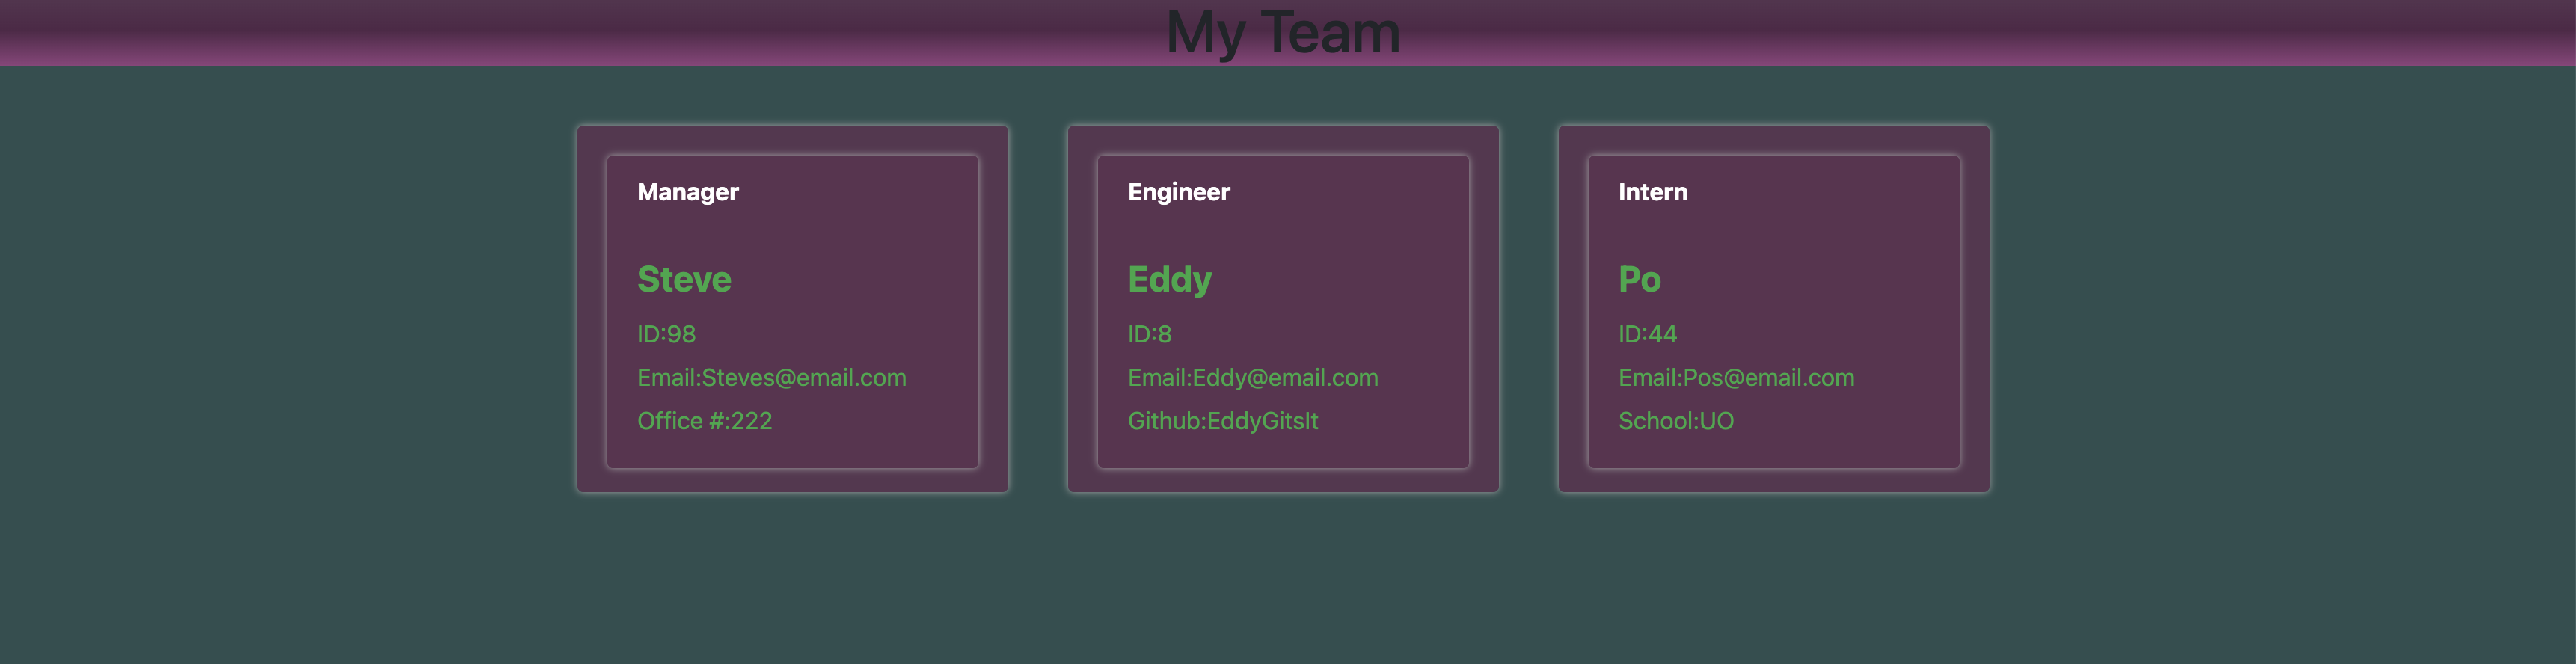 My Team
Manager
Steve
ID:98
Email:Steves@email.com
Office #:222
Engineer
Eddy
ID:8
Email:Eddy@email.com
Github:EddyGitsIt
Intern
Po
ID:44
Email:Pos@email.com
School:UO